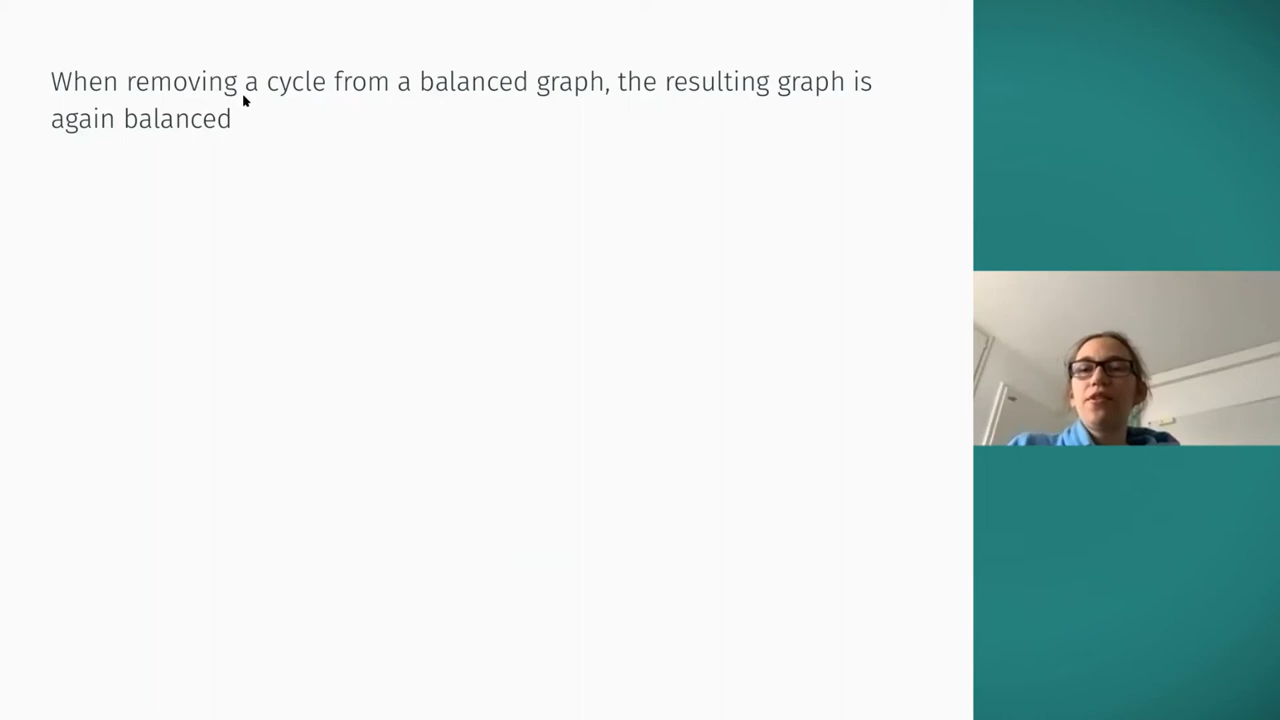 When removing a cycle from a balanced graph, the resulting graph is
again balanced